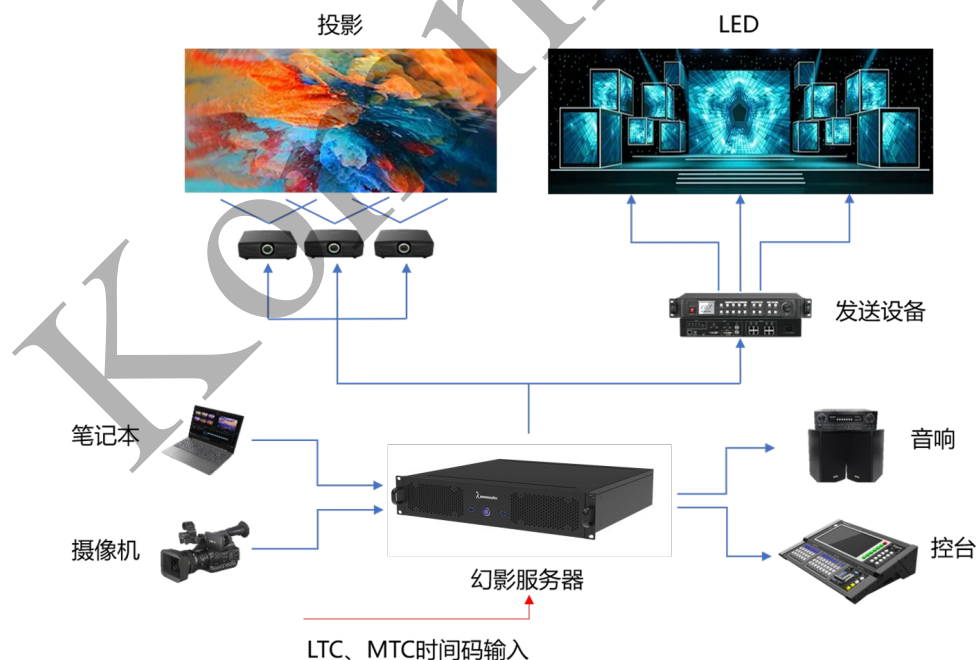 投影
LED
发送设备
笔记本
音响
摄像机
控台
幻影服务器
LTC、MTC时间码输入